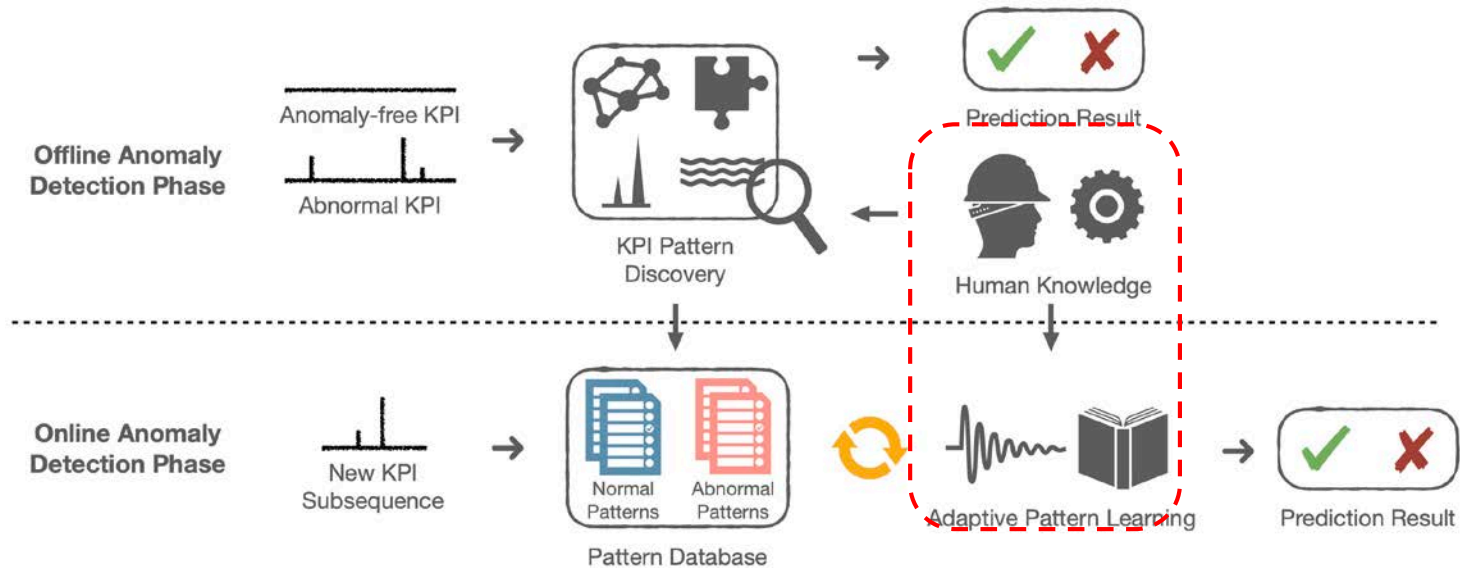 Offline Anomaly
Detection Phase
Anomaly-free KPI
Abnormal KPI
KPI Pattern
Discovery
Prediction Result
Human Knowledge
Online Anomaly
Detection Phase
New KPI
Subsequence
Normal
Patterns
Abnormal
Patterns
Pattern Database
Adaptive Pattern Learning
Prediction Result